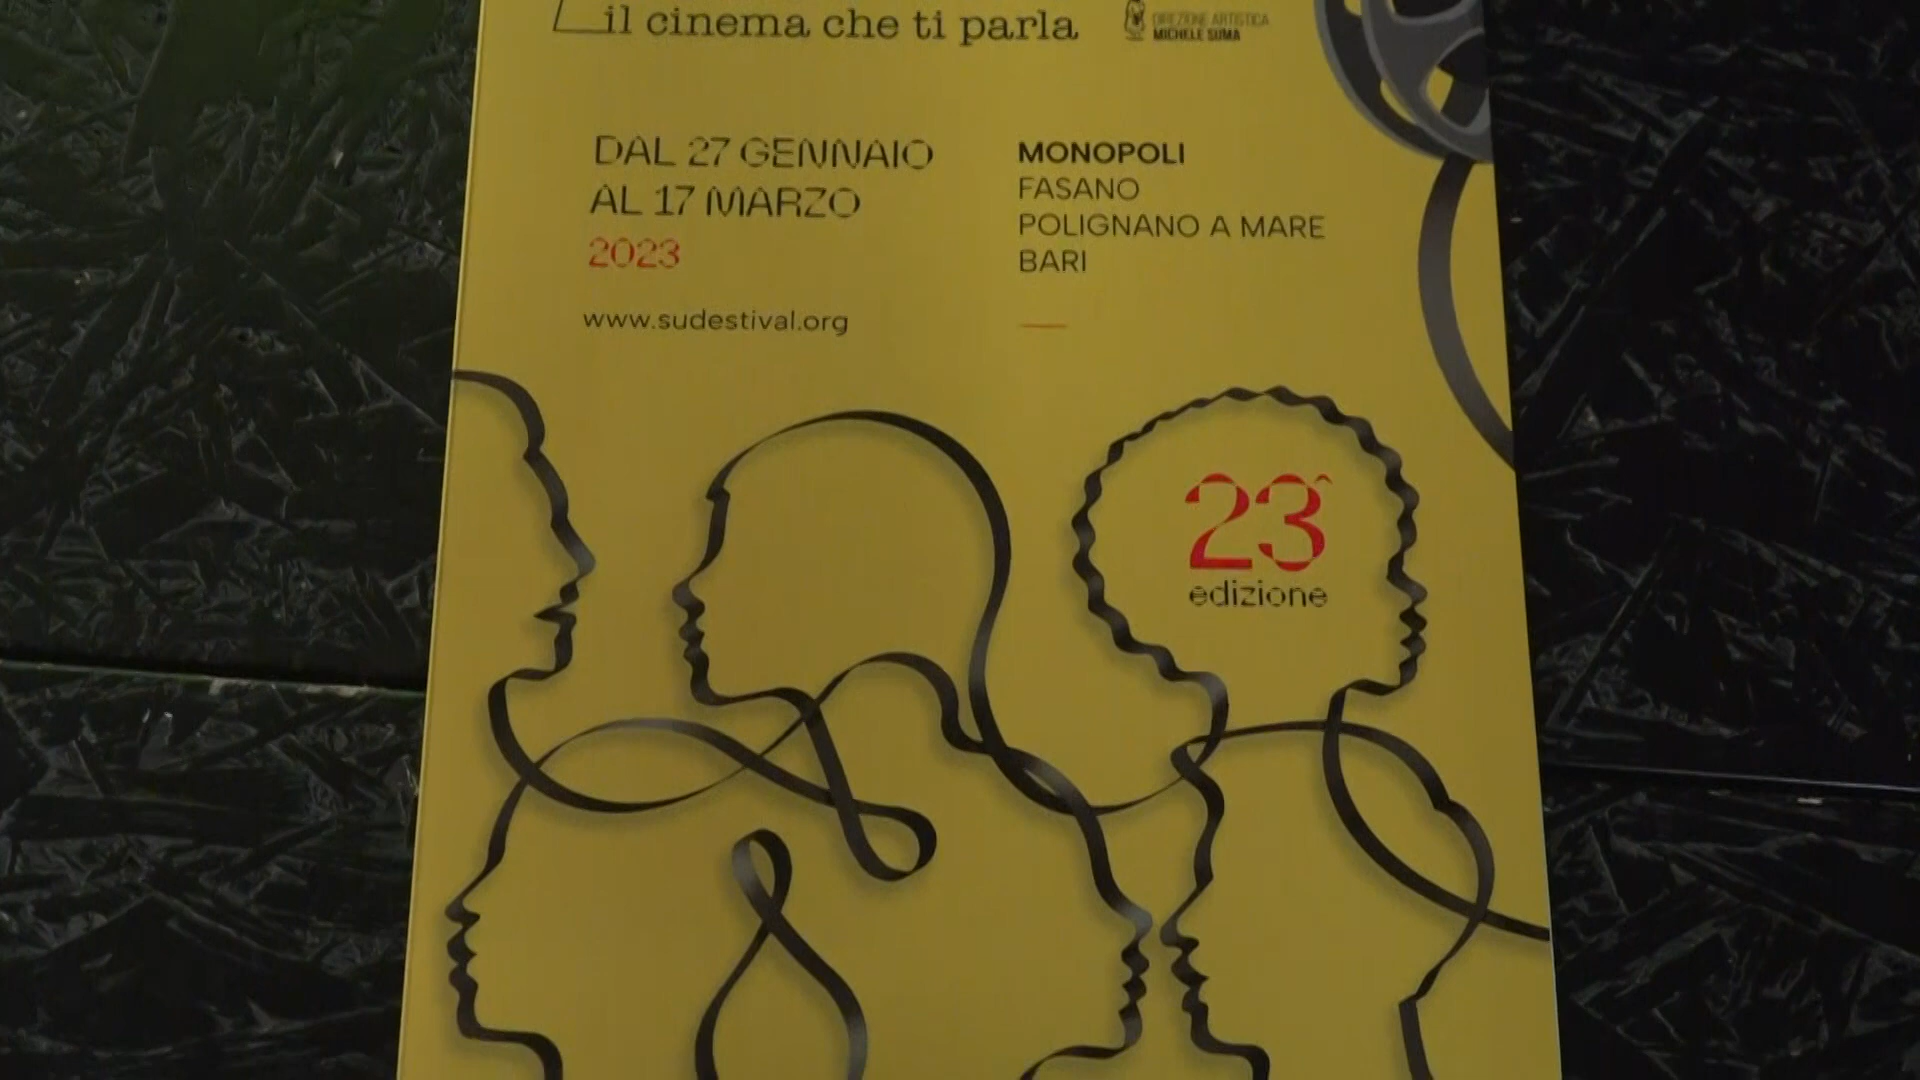 il cinema che ti parla
DIREZIONE ARTISTICA
MICHELE SUMA
DAL 27 GENNAIO
AL 17 MARZO
2023
www.sudestival.org
MONOPOLI
FASANO
POLIGNANO A MARE
BARI
23^
edizione